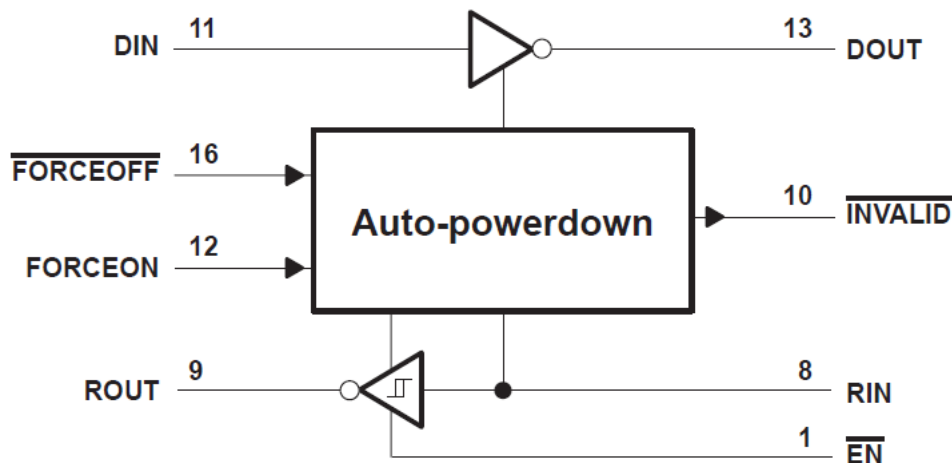 DIN 11 13 DOUT
FORCEOFF 16
Auto-powerdown 10 INVALID
FORCEON 12
ROUT 9 8 RIN
1 EN